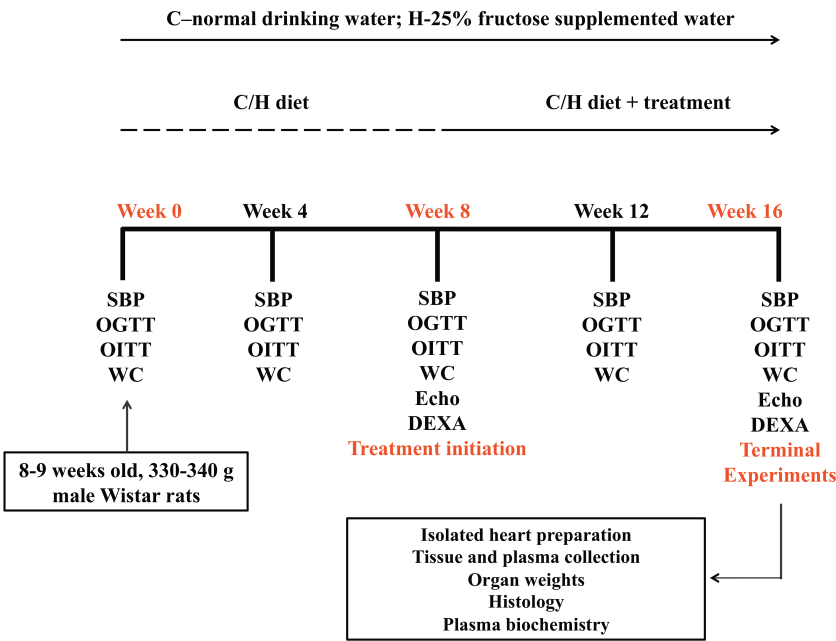 C–normal drinking water; H-25% fructose supplemented water
C/H diet
C/H diet + treatment
Week 0
Week 4
Week 8
Week 12
Week 16
SBP
OGTT
OITT
WC
SBP
OGTT
OITT
WC
SBP
OGTT
OITT
WC
Echo
DEXA
Treatment initiation
SBP
OGTT
OITT
WC
SBP
OGTT
OITT
WC
Echo
DEXA
Terminal
Experiments
8-9 weeks old, 330-340 g
male Wistar rats
Isolated heart preparation
Tissue and plasma collection
Organ weights
Histology
Plasma biochemistry